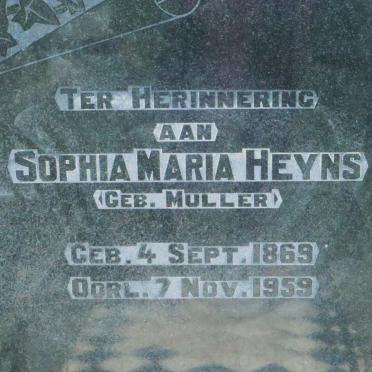 TER HERINNERING
AAN
SOPHIA MARIA HEYNS
(GEB. MULLER)
GEB. 4 SEPT. 1869
OORL. 7 NOV. 1959